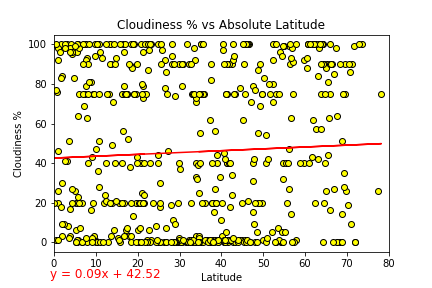 Cloudiness % vs Absolute Latitude
100
80
60
40
20
0
Cloudiness %
0 10 20 30 40 50 60 70 80
Latitude
y = 0.09x + 42.52